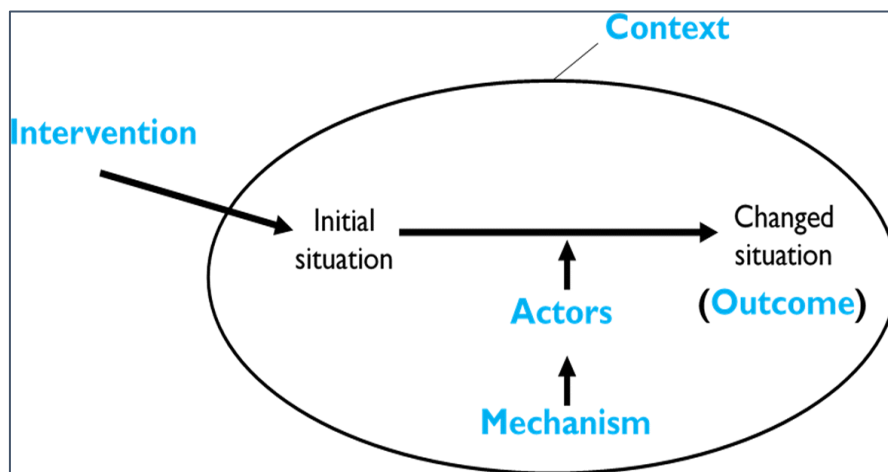 Context
Intervention
Initial
situation
Changed
situation
(Outcome)
Actors
Mechanism